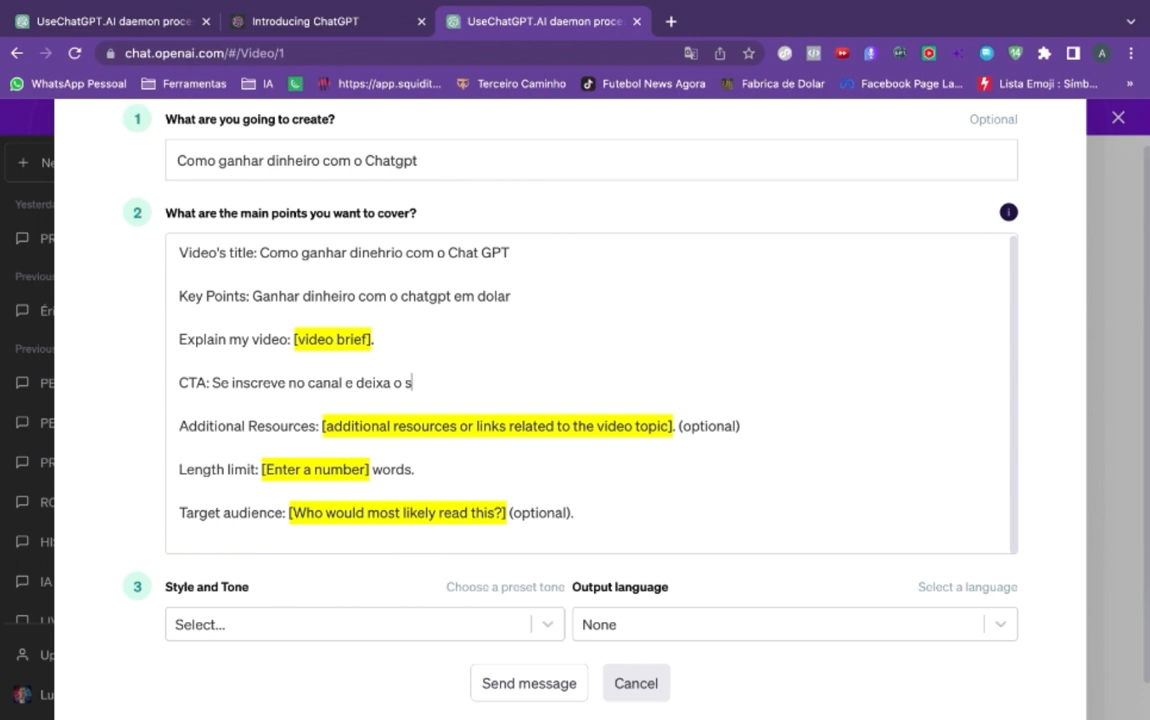 UseChatGPT.AI daemon proce
Introducing ChatGPT
UseChatGPT.AI daemon proce
chat.openai.com/#/Video/1
A
WhatsApp Pessoal
Ferramentas
IA
https://app.squidit...
Terceiro Caminho
Futebol News Agora
Fabrica de Dolar
Facebook Page La...
Lista Emoji : Símb...
»
1
What are you going to create?
Optional
Como ganhar dinheiro com o Chatgpt
2
What are the main points you want to cover?
i
Video's title: Como ganhar dinehrio com o Chat GPT
Key Points: Ganhar dinheiro com o chatgpt em dolar
Explain my video: [video brief].
CTA: Se inscreve no canal e deixa o s
Additional Resources: [additional resources or links related to the video topic]. (optional)
Length limit: [Enter a number] words.
Target audience: [Who would most likely read this?] (optional).
3
Style and Tone
Choose a preset tone
Output language
Select a language
Select...
None
Send message
Cancel
Ne
Yesterd
PR
Previou
Éri
Previou
PE
PE
PR
RO
HI
IA
Up
Lu